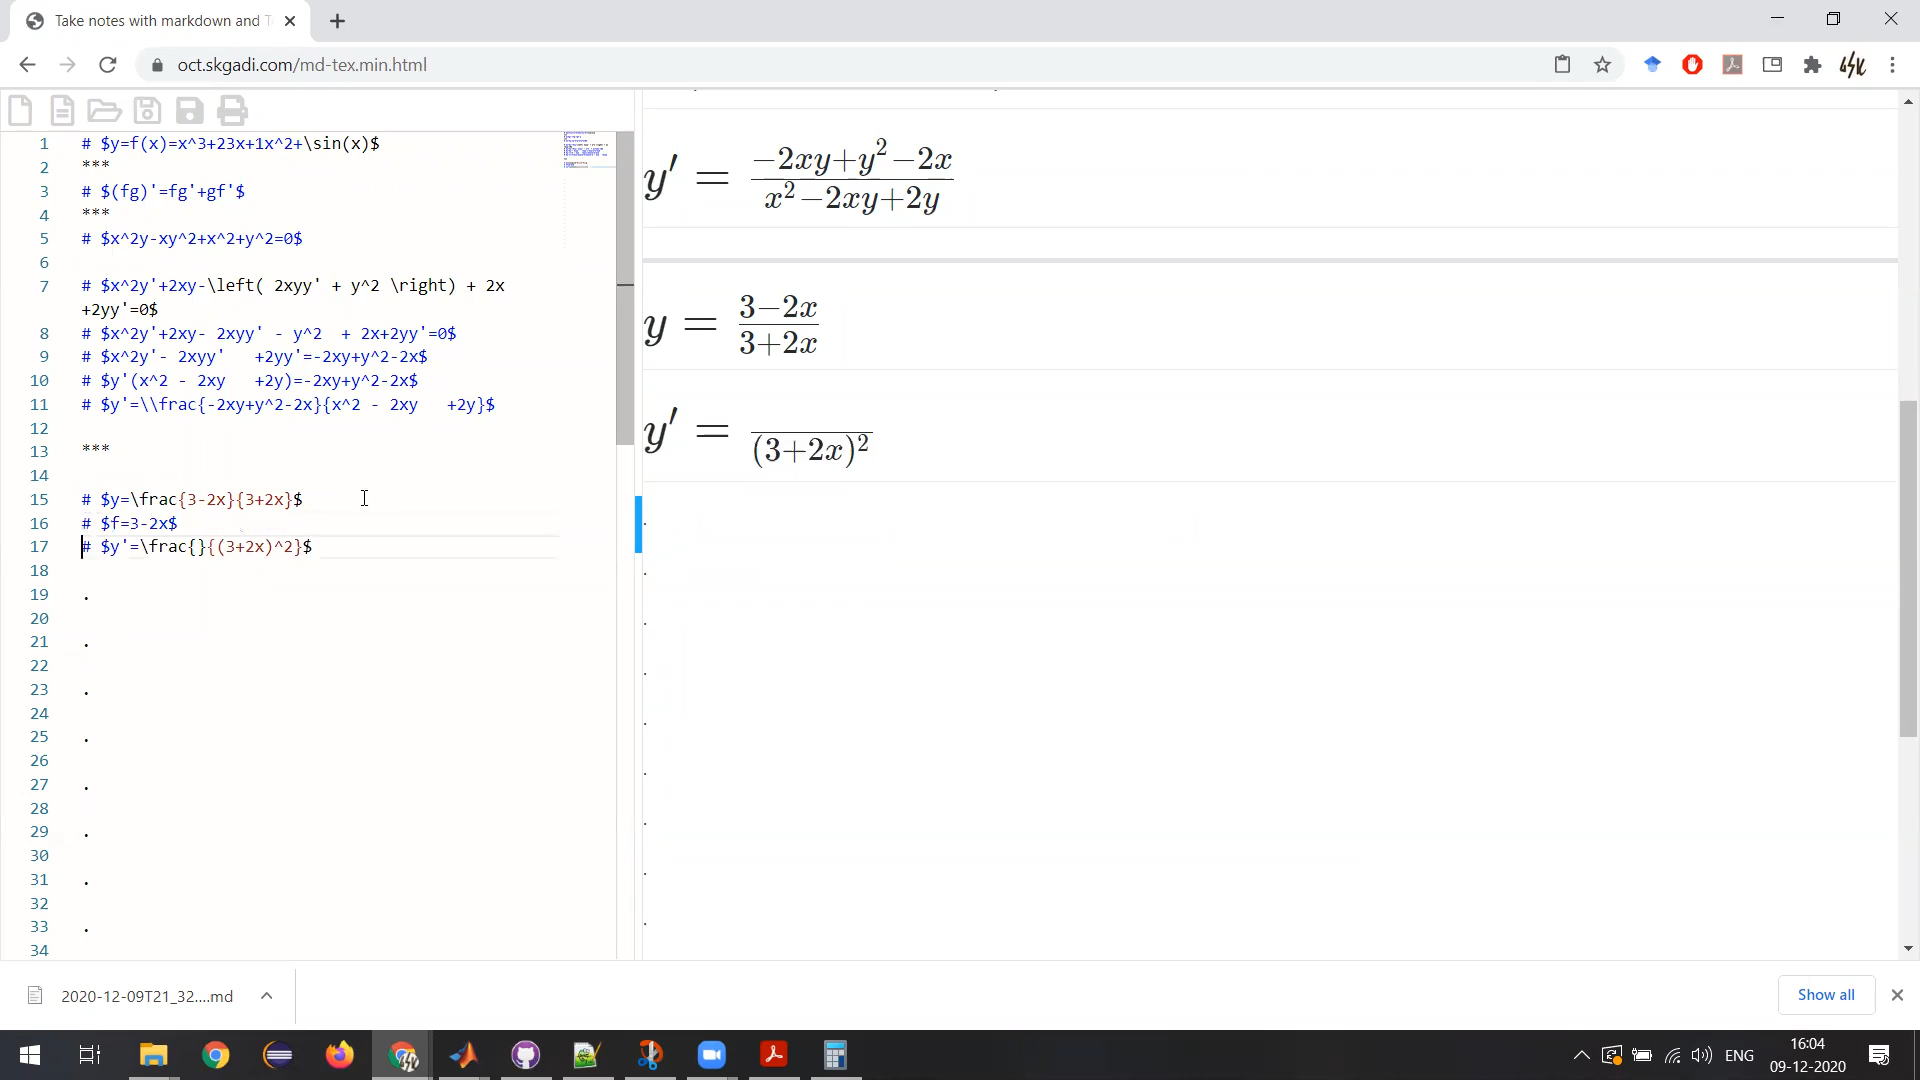 Take notes with markdown and T
oct.skgadi.com/md-tex.min.html
1 # $y=f(x)=x^3+23x+1x^2+\sin(x)$
2 ***
3 # $(fg)'=fg'+gf'$
4 ***
5 # $x^2y-xy^2+x^2+y^2=0$
6
7 # $x^2y'+2xy-\left( 2xyy' + y^2 \right) + 2x
+2yy'=0$
8 # $x^2y'+2xy- 2xyy' - y^2  + 2x+2yy'=0$
9 # $x^2y'- 2xyy'   +2yy'=-2xy+y^2-2x$
10 # $y'(x^2 - 2xy   +2y)=-2xy+y^2-2x$
11 # $y'=\\frac{-2xy+y^2-2x}{x^2 - 2xy   +2y}$
12
13 ***
14
15 # $y=\frac{3-2x}{3+2x}$
16 # $f=3-2x$
17 # $y'=\frac{}{(3+2x)^2}$
18
19 .
20
21 .
22
23 .
24
25 .
26
27 .
28
29 .
30
31 .
32
33 .
34
y′ = −2xy+y² −2x
x² −2xy+2y
y = 3−2x
3+2x
y′ =
(3+2x)²
.
.
.
.
.
.
.
.
.
2020-12-09T21_32....md
Show all
ENG
16:04
09-12-2020